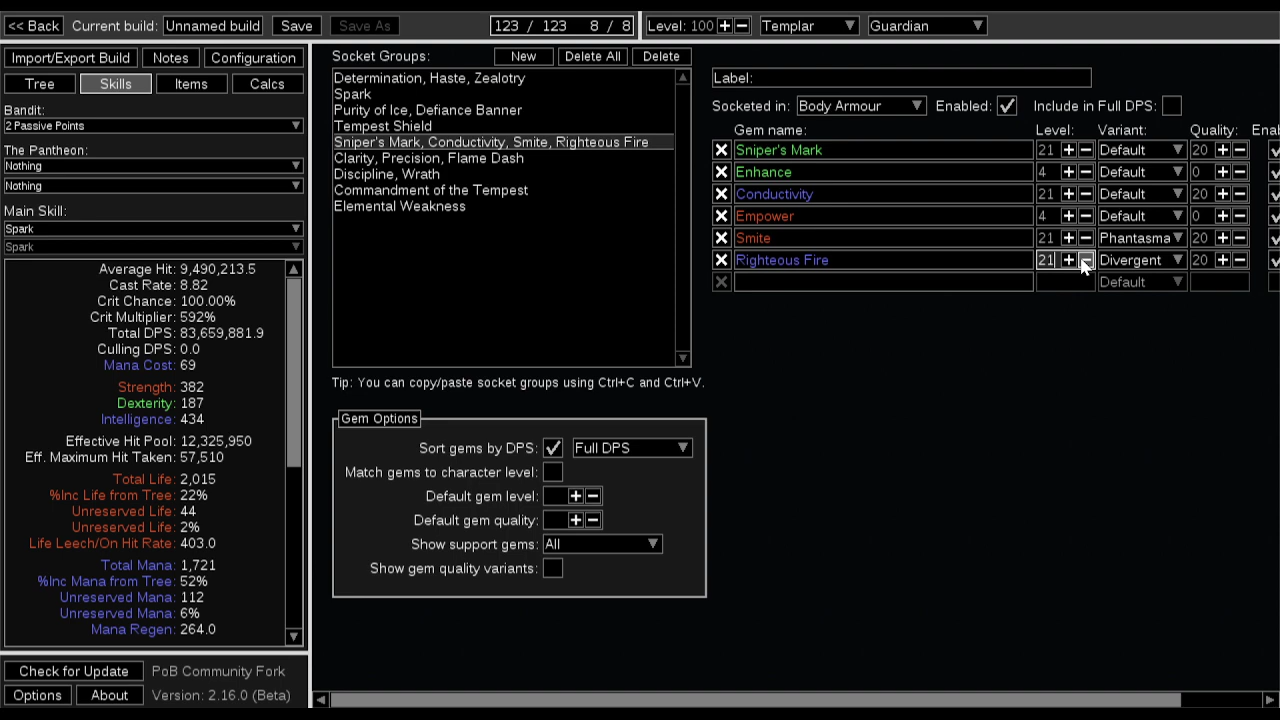 << Back Current build: Unnamed build Save Save As 123 / 123 8 / 8 Level: 100 Templar Guardian
Import/Export Build Notes Configuration
Tree Skills Items Calcs
Bandit:
2 Passive Points
The Pantheon:
Nothing
Nothing
Main Skill:
Spark
Spark
Average Hit: 9,490,213.5
Cast Rate: 8.82
Crit Chance: 100.00%
Crit Multiplier: 592%
Total DPS: 83,659,881.9
Culling DPS: 0.0
Mana Cost: 69
Strength: 382
Dexterity: 187
Intelligence: 434
Effective Hit Pool: 12,325,950
Eff. Maximum Hit Taken: 57,510
Total Life: 2,015
%Inc Life from Tree: 22%
Unreserved Life: 44
Unreserved Life: 2%
Life Leech/On Hit Rate: 403.0
Total Mana: 1,721
%Inc Mana from Tree: 52%
Unreserved Mana: 112
Unreserved Mana: 6%
Mana Regen: 264.0
Check for Update PoB Community Fork
Options About Version: 2.16.0 (Beta)
Socket Groups: New Delete All Delete
Determination, Haste, Zealotry
Spark
Purity of Ice, Defiance Banner
Tempest Shield
Sniper's Mark, Conductivity, Smite, Righteous Fire
Clarity, Precision, Flame Dash
Discipline, Wrath
Commandment of the Tempest
Elemental Weakness
Tip: You can copy/paste socket groups using Ctrl+C and Ctrl+V.
Gem Options
Sort gems by DPS: Full DPS
Match gems to character level:
Default gem level:
Default gem quality:
Show support gems: All
Show gem quality variants:
Label:
Socketed in: Body Armour Enabled: Include in Full DPS:
Gem name: Level: Variant: Quality: Enal
Sniper's Mark 21 Default 20
Enhance 4 Default 0
Conductivity 21 Default 20
Empower 4 Default 0
Smite 21 Phantasma 20
Righteous Fire 21 Divergent 20
Default